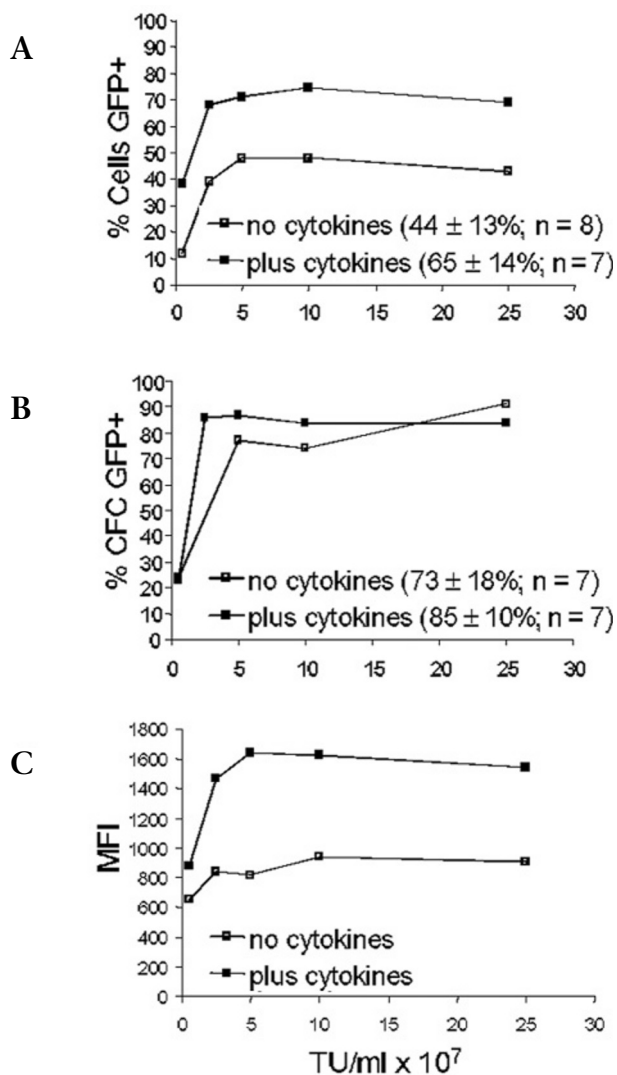 A
% Cells GFP+
100
90
80
70
60
50
40
30
20
10
0
no cytokines (44 ± 13%; n = 8)
plus cytokines (65 ± 14%; n = 7)
0 5 10 15 20 25 30
B
% CFC GFP+
100
90
80
70
60
50
40
30
20
10
0
no cytokines (73 ± 18%; n = 7)
plus cytokines (85 ± 10%; n = 7)
0 5 10 15 20 25 30
C
MFI
1800
1600
1400
1200
1000
800
600
400
200
0
no cytokines
plus cytokines
0 5 10 15 20 25 30
TU/ml x 10⁷